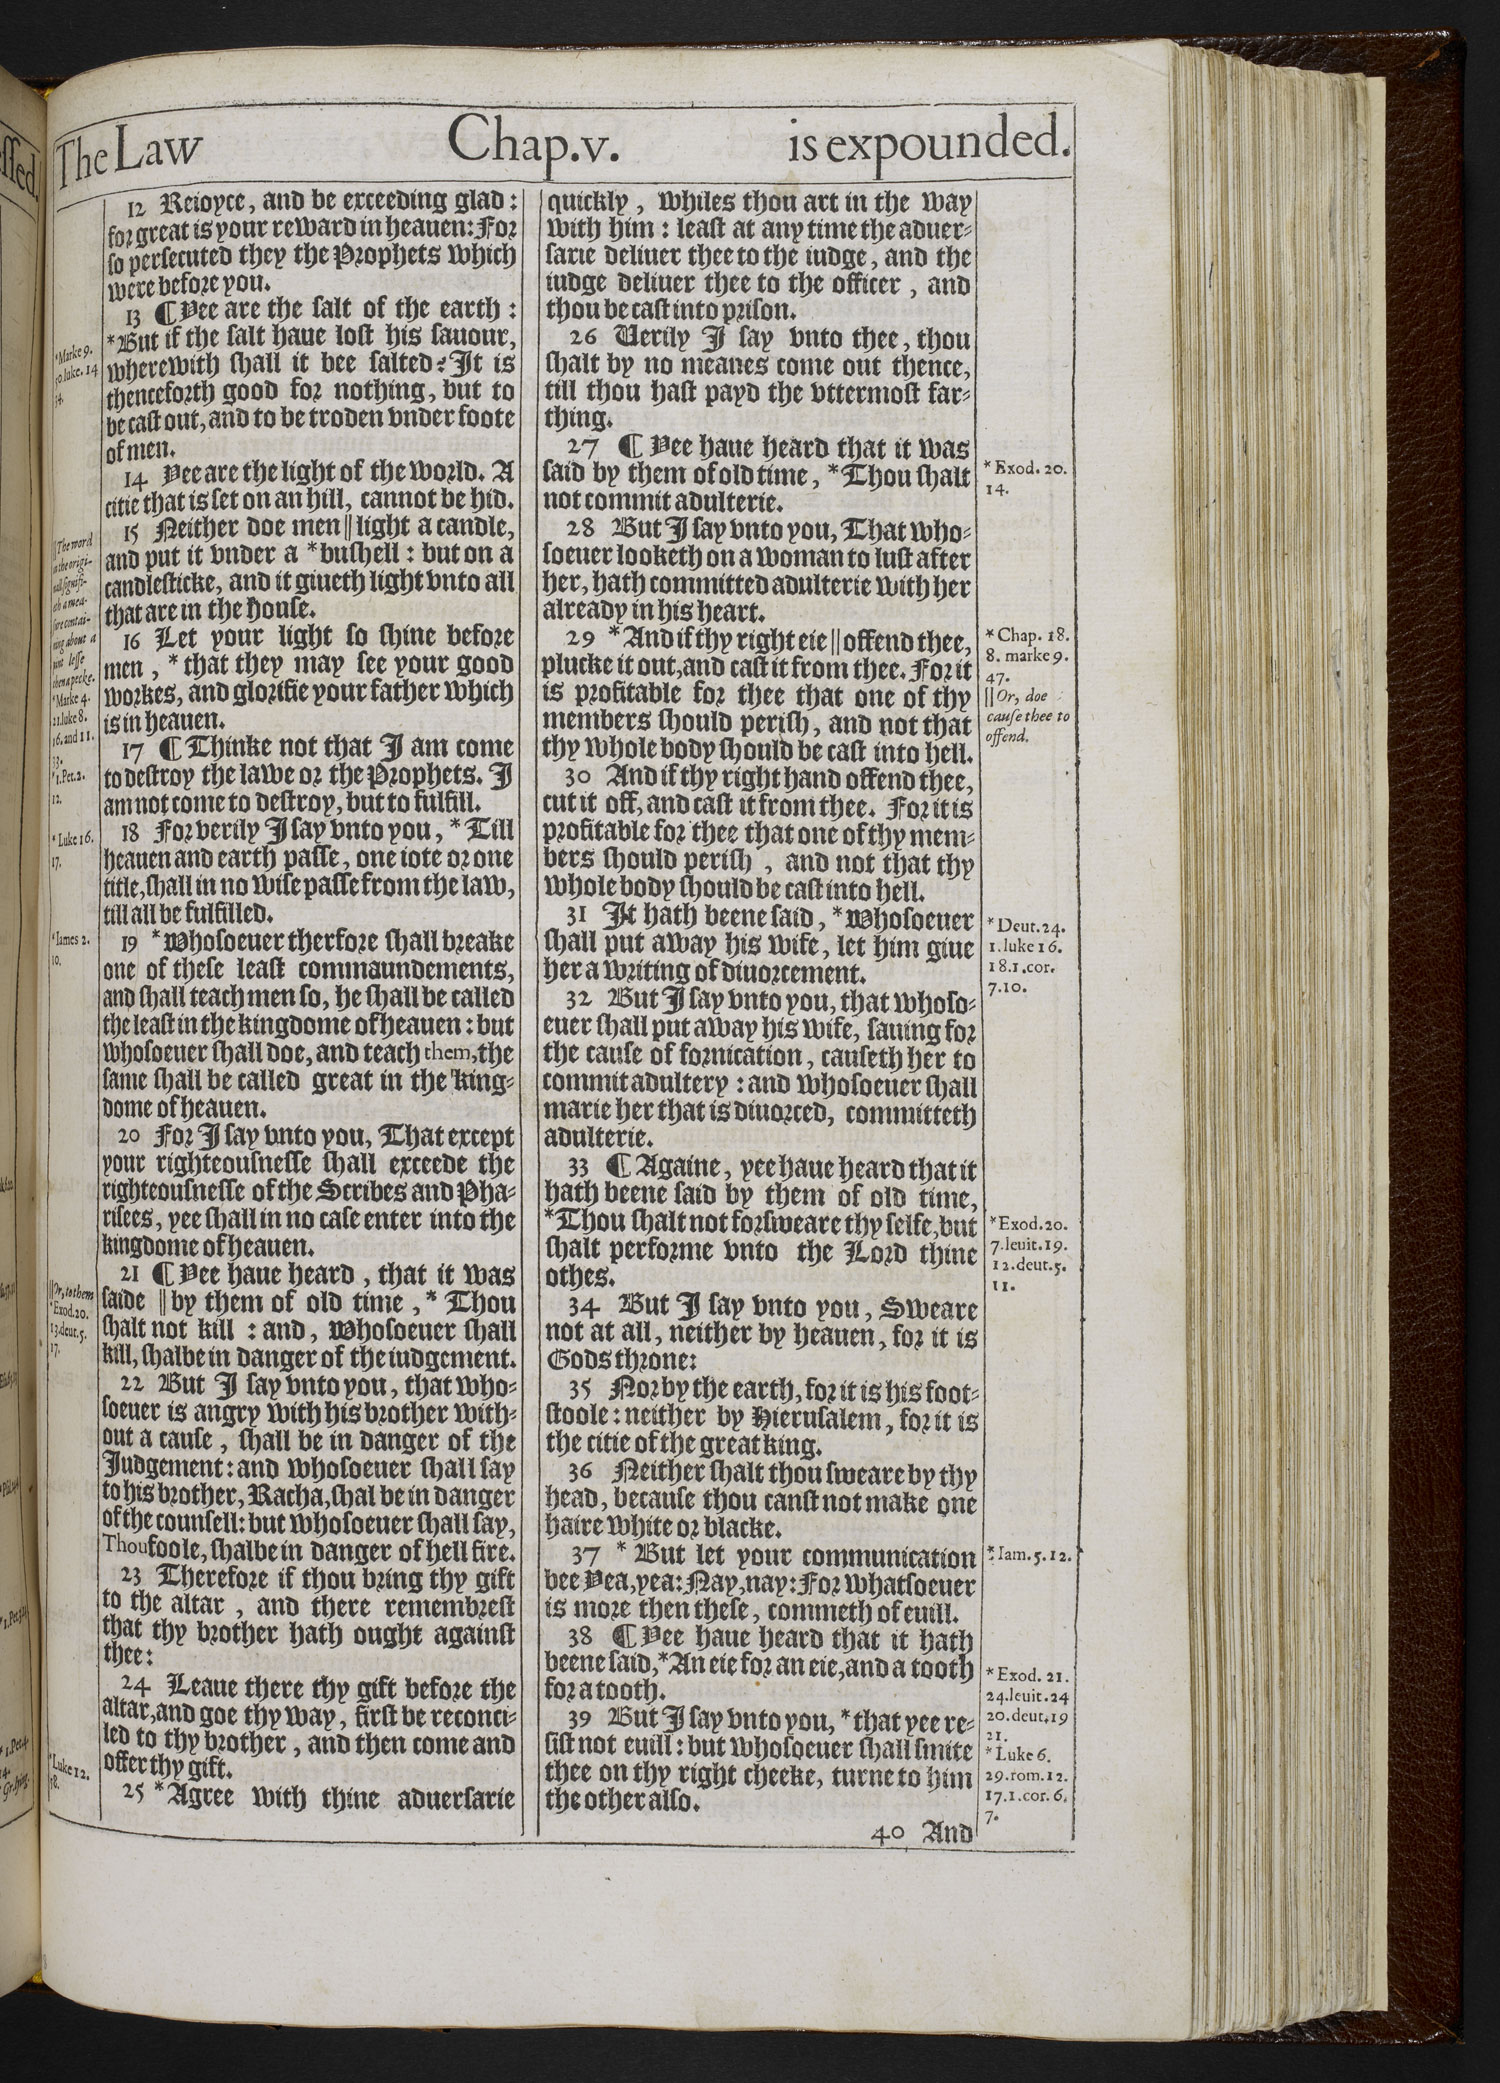 The Law Chap.v. is expounded.
12 Reioyce, and be exceeding glad:
for great is your reward in heauen: For
so persecuted they the Prophets which
were before you.
13 ¶ Yee are the salt of the earth:
*But if the salt haue lost his sauour,
wherewith shall it bee salted? It is
thenceforth good for nothing, but to
be cast out, and to be troden vnder foote
of men.
14 Yee are the light of the world. A
citie that is set on an hill, cannot be hid.
15 Neither doe men || light a candle,
and put it vnder a *bushell: but on a
candlesticke, and it giueth light vnto all
that are in the house.
16 Let your light so shine before
men, *that they may see your good
workes, and glorifie your father which
is in heauen.
17 ¶ Thinke not that I am come
to destroy the lawe or the Prophets. I
am not come to destroy, but to fulfill.
18 For verily I say vnto you, *Till
heauen and earth passe, one iote or one
title, shall in no wise passe from the law,
till all be fulfilled.
19 *Whosoeuer therfore shall breake
one of these least commaundements,
and shall teach men so, he shall be called
the least in the kingdome of heauen: but
whosoeuer shall doe, and teach them, the
same shall be called great in the king-
dome of heauen.
20 For I say vnto you, That except
your righteousnesse shall exceede the
righteousnesse of the Scribes and Pha-
risees, yee shall in no case enter into the
kingdome of heauen.
21 ¶ Yee haue heard, that it was
saide || by them of old time, *Thou
shalt not kill: and, Whosoeuer shall
kill, shalbe in danger of the iudgement.
22 But I say vnto you, that who-
soeuer is angry with his brother with-
out a cause, shall be in danger of the
Judgement: and whosoeuer shall say
to his brother, Racha, shal be in danger
of the counsell: but whosoeuer shall say,
Thou foole, shalbe in danger of hell fire.
23 Therefore if thou bring thy gift
to the altar, and there remembrest
that thy brother hath ought against
thee:
24 Leaue there thy gift before the
altar, and goe thy way, first be reconci-
led to thy brother, and then come and
offer thy gift.
25 *Agree with thine aduersarie
*Marke 9.
50. luke. 14
34.
|| The word
in the origi-
nall signifi-
eth a mea-
sure contai-
ning about a
pint lesse
then a pecke.
*Marke 4.
21. luke 8.
16. and 11.
33.
*1. Pet. 2.
12.
*Luke 16.
17.
*Iames 2.
10.
|| Or, to them
*Exod. 20.
13. deut. 5.
17.
*Luke 12.
58.
quickly, whiles thou art in the way
with him: least at any time the aduer-
sarie deliuer thee to the iudge, and the
iudge deliuer thee to the officer, and
thou be cast into prison.
26 Verily I say vnto thee, thou
shalt by no meanes come out thence,
till thou hast payd the vttermost far-
thing.
27 ¶ Yee haue heard that it was
said by them of old time, *Thou shalt
not commit adulterie.
28 But I say vnto you, That who-
soeuer looketh on a woman to lust after
her, hath committed adulterie with her
already in his heart.
29 *And if thy right eie || offend thee,
plucke it out, and cast it from thee. For it
is profitable for thee that one of thy
members should perish, and not that
thy whole body should be cast into hell.
30 And if thy right hand offend thee,
cut it off, and cast it from thee. For it is
profitable for thee that one of thy mem-
bers should perish, and not that thy
whole body should be cast into hell.
31 It hath beene said, *Whosoeuer
shall put away his wife, let him giue
her a writing of diuorcement.
32 But I say vnto you, that whoso-
euer shall put away his wife, sauing for
the cause of fornication, causeth her to
commit adultery: and whosoeuer shall
marie her that is diuorced, committeth
adulterie.
33 ¶ Againe, yee haue heard that it
hath beene said by them of old time,
*Thou shalt not forsweare thy selfe, but
shalt performe vnto the Lord thine
othes.
34 But I say vnto you, Sweare
not at all, neither by heauen, for it is
Gods throne:
35 Nor by the earth, for it is his foot-
stoole: neither by Hierusalem, for it is
the citie of the great king.
36 Neither shalt thou sweare by thy
head, because thou canst not make one
haire white or blacke.
37 *But let your communication
bee Yea, yea: Nay, nay: For whatsoeuer
is more then these, commeth of euill.
38 ¶ Yee haue heard that it hath
beene said, *An eie for an eie, and a tooth
for a tooth.
39 But I say vnto you, *that yee re-
sist not euill: but whosoeuer shall smite
thee on thy right cheeke, turne to him
the other also.
40 And
*Exod. 20.
14.
*Chap. 18.
8. marke 9.
47.
|| Or, doe
cause thee to
offend.
*Deut. 24.
1. luke 16.
18. 1. cor.
7. 10.
*Exod. 20.
7. leuit. 19.
12. deut. 5.
11.
*Iam. 5. 12.
*Exod. 21.
24. leuit. 24
20. deut. 19
21.
*Luke 6.
29. rom. 12.
17. 1. cor. 6.
7.